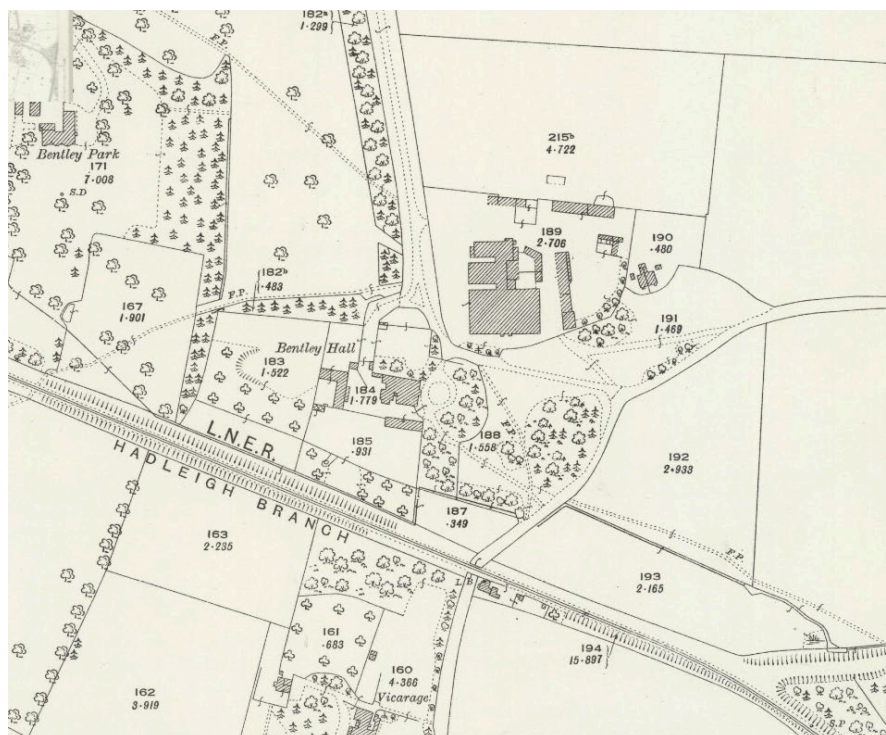 182ª
1·299
F.P.
215ᵇ
4·722
Bentley Park
171
7·008
S.D
189
2·706
190
·480
182ᵇ
·483
F.P.
167
1·901
191
1·469
Bentley Hall
183
1·522
184
1·779
L.N.E.R.
HADLEIGH BRANCH
185
·931
188
1·558
F.P.
192
2·933
187
·349
163
2·235
F.P.
193
2·165
L B
161
·683
194
15·897
160
4·366
Vicarage
162
3·919
S.P